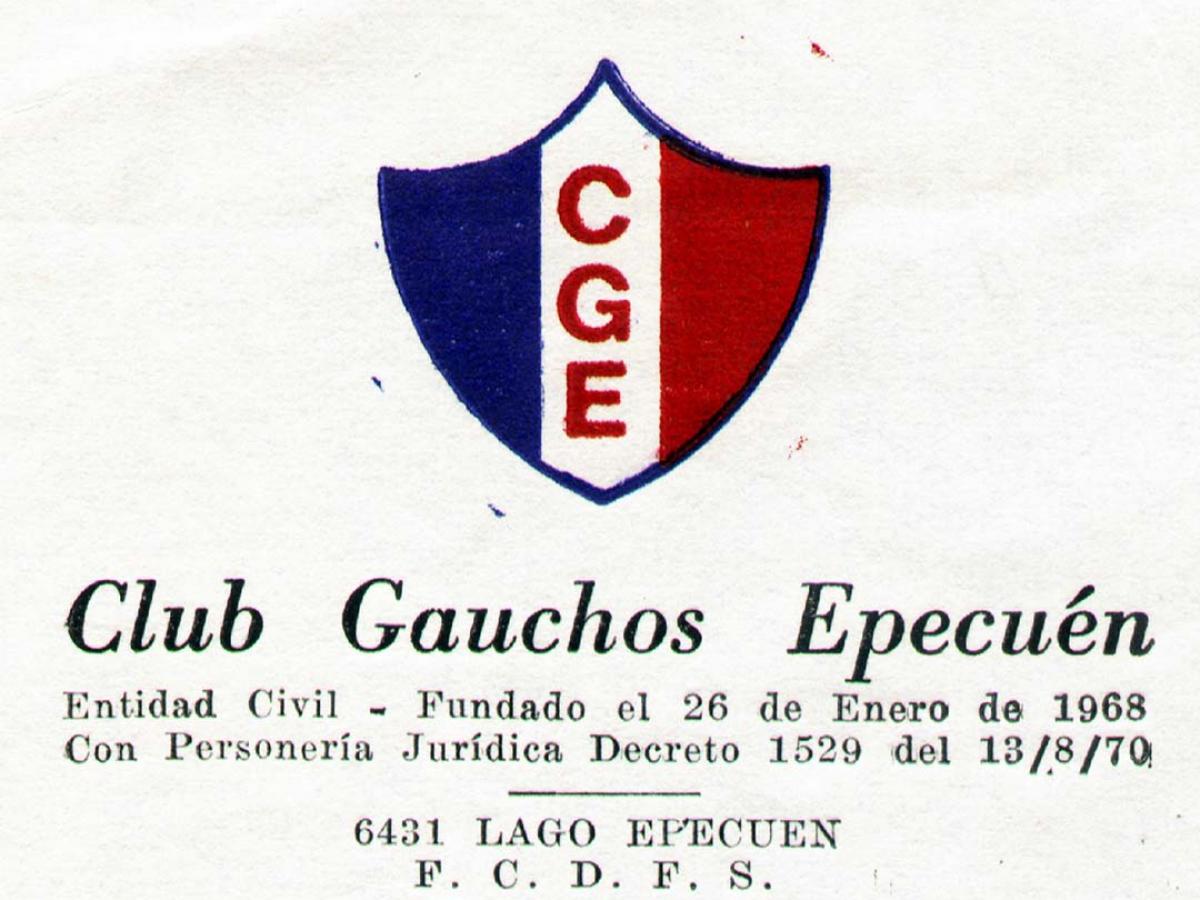 C
G
E
Club Gauchos Epecuén
Entidad Civil - Fundado el 26 de Enero de 1968
Con Personería Jurídica Decreto 1529 del 13/8/70
6431 LAGO EPECUEN
F. C. D. F. S.